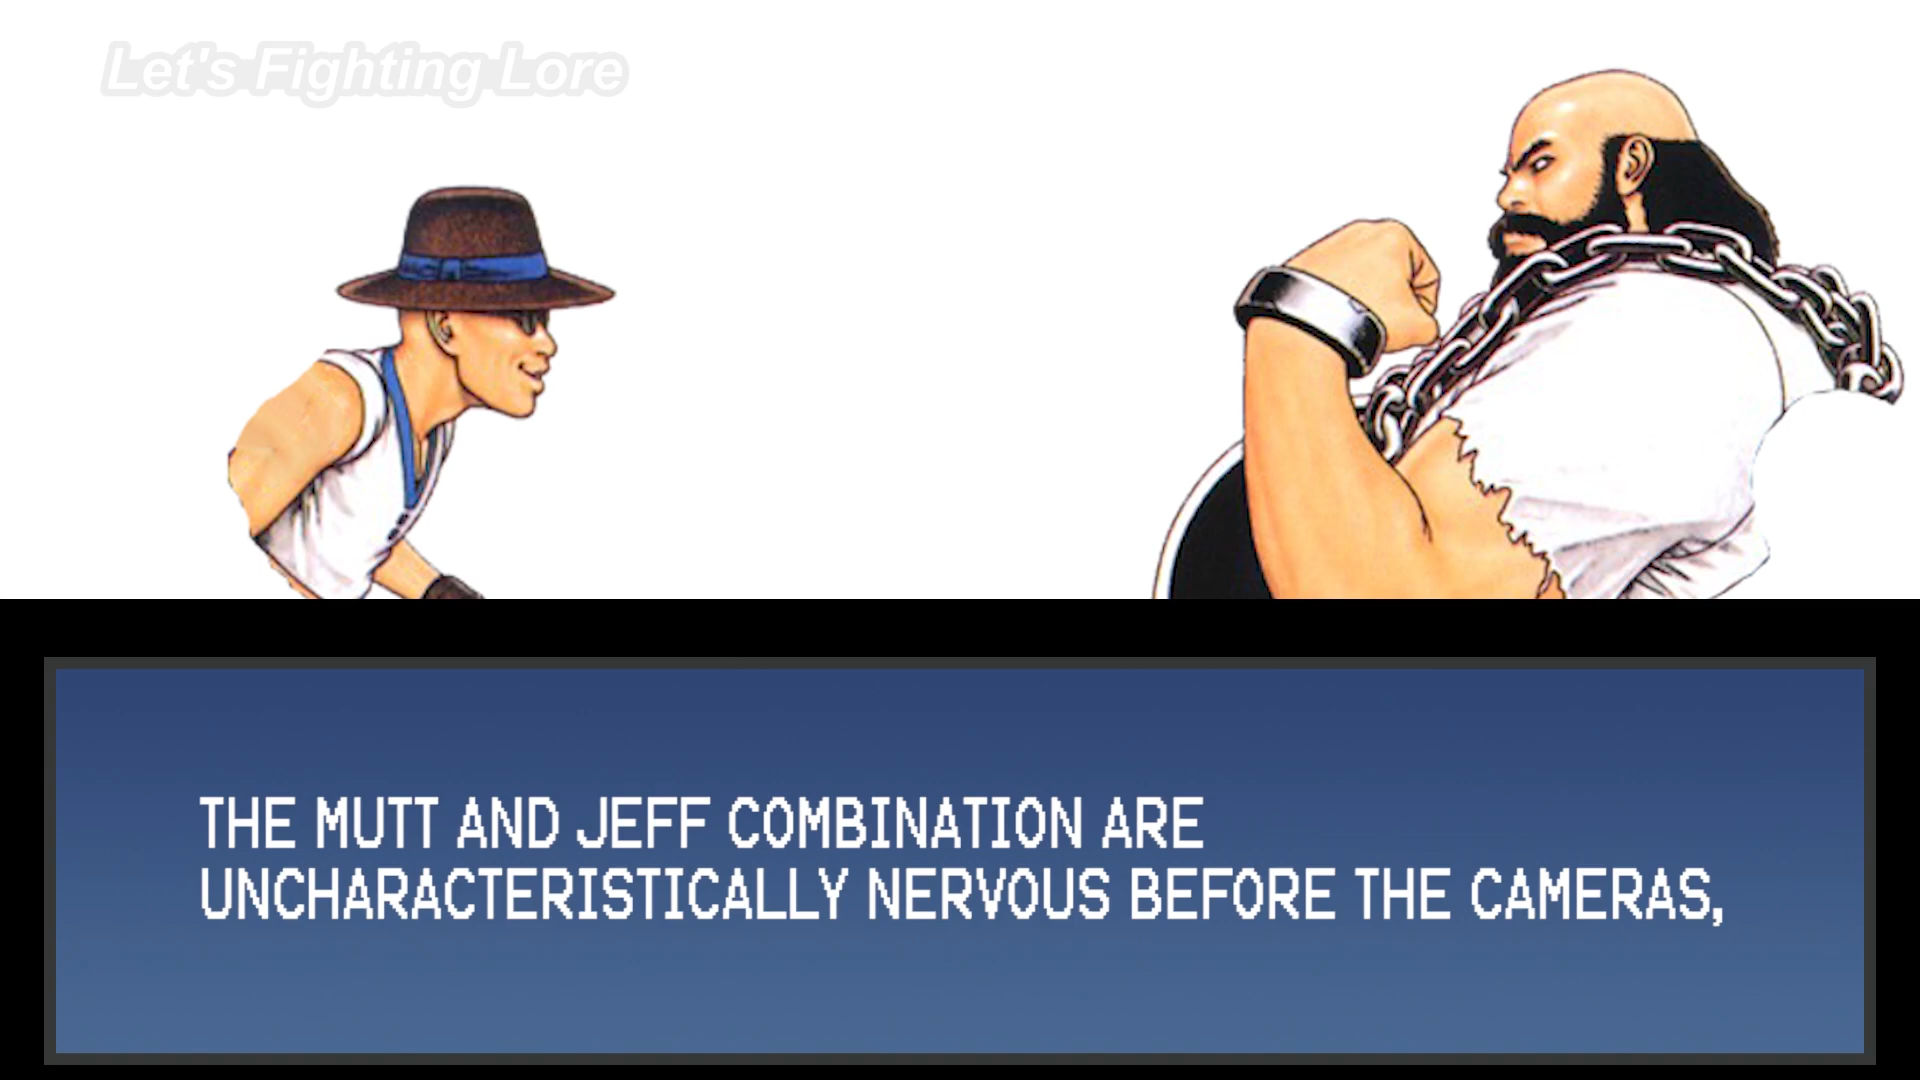 Let's Fighting Lore
THE MUTT AND JEFF COMBINATION ARE
UNCHARACTERISTICALLY NERVOUS BEFORE THE CAMERAS,